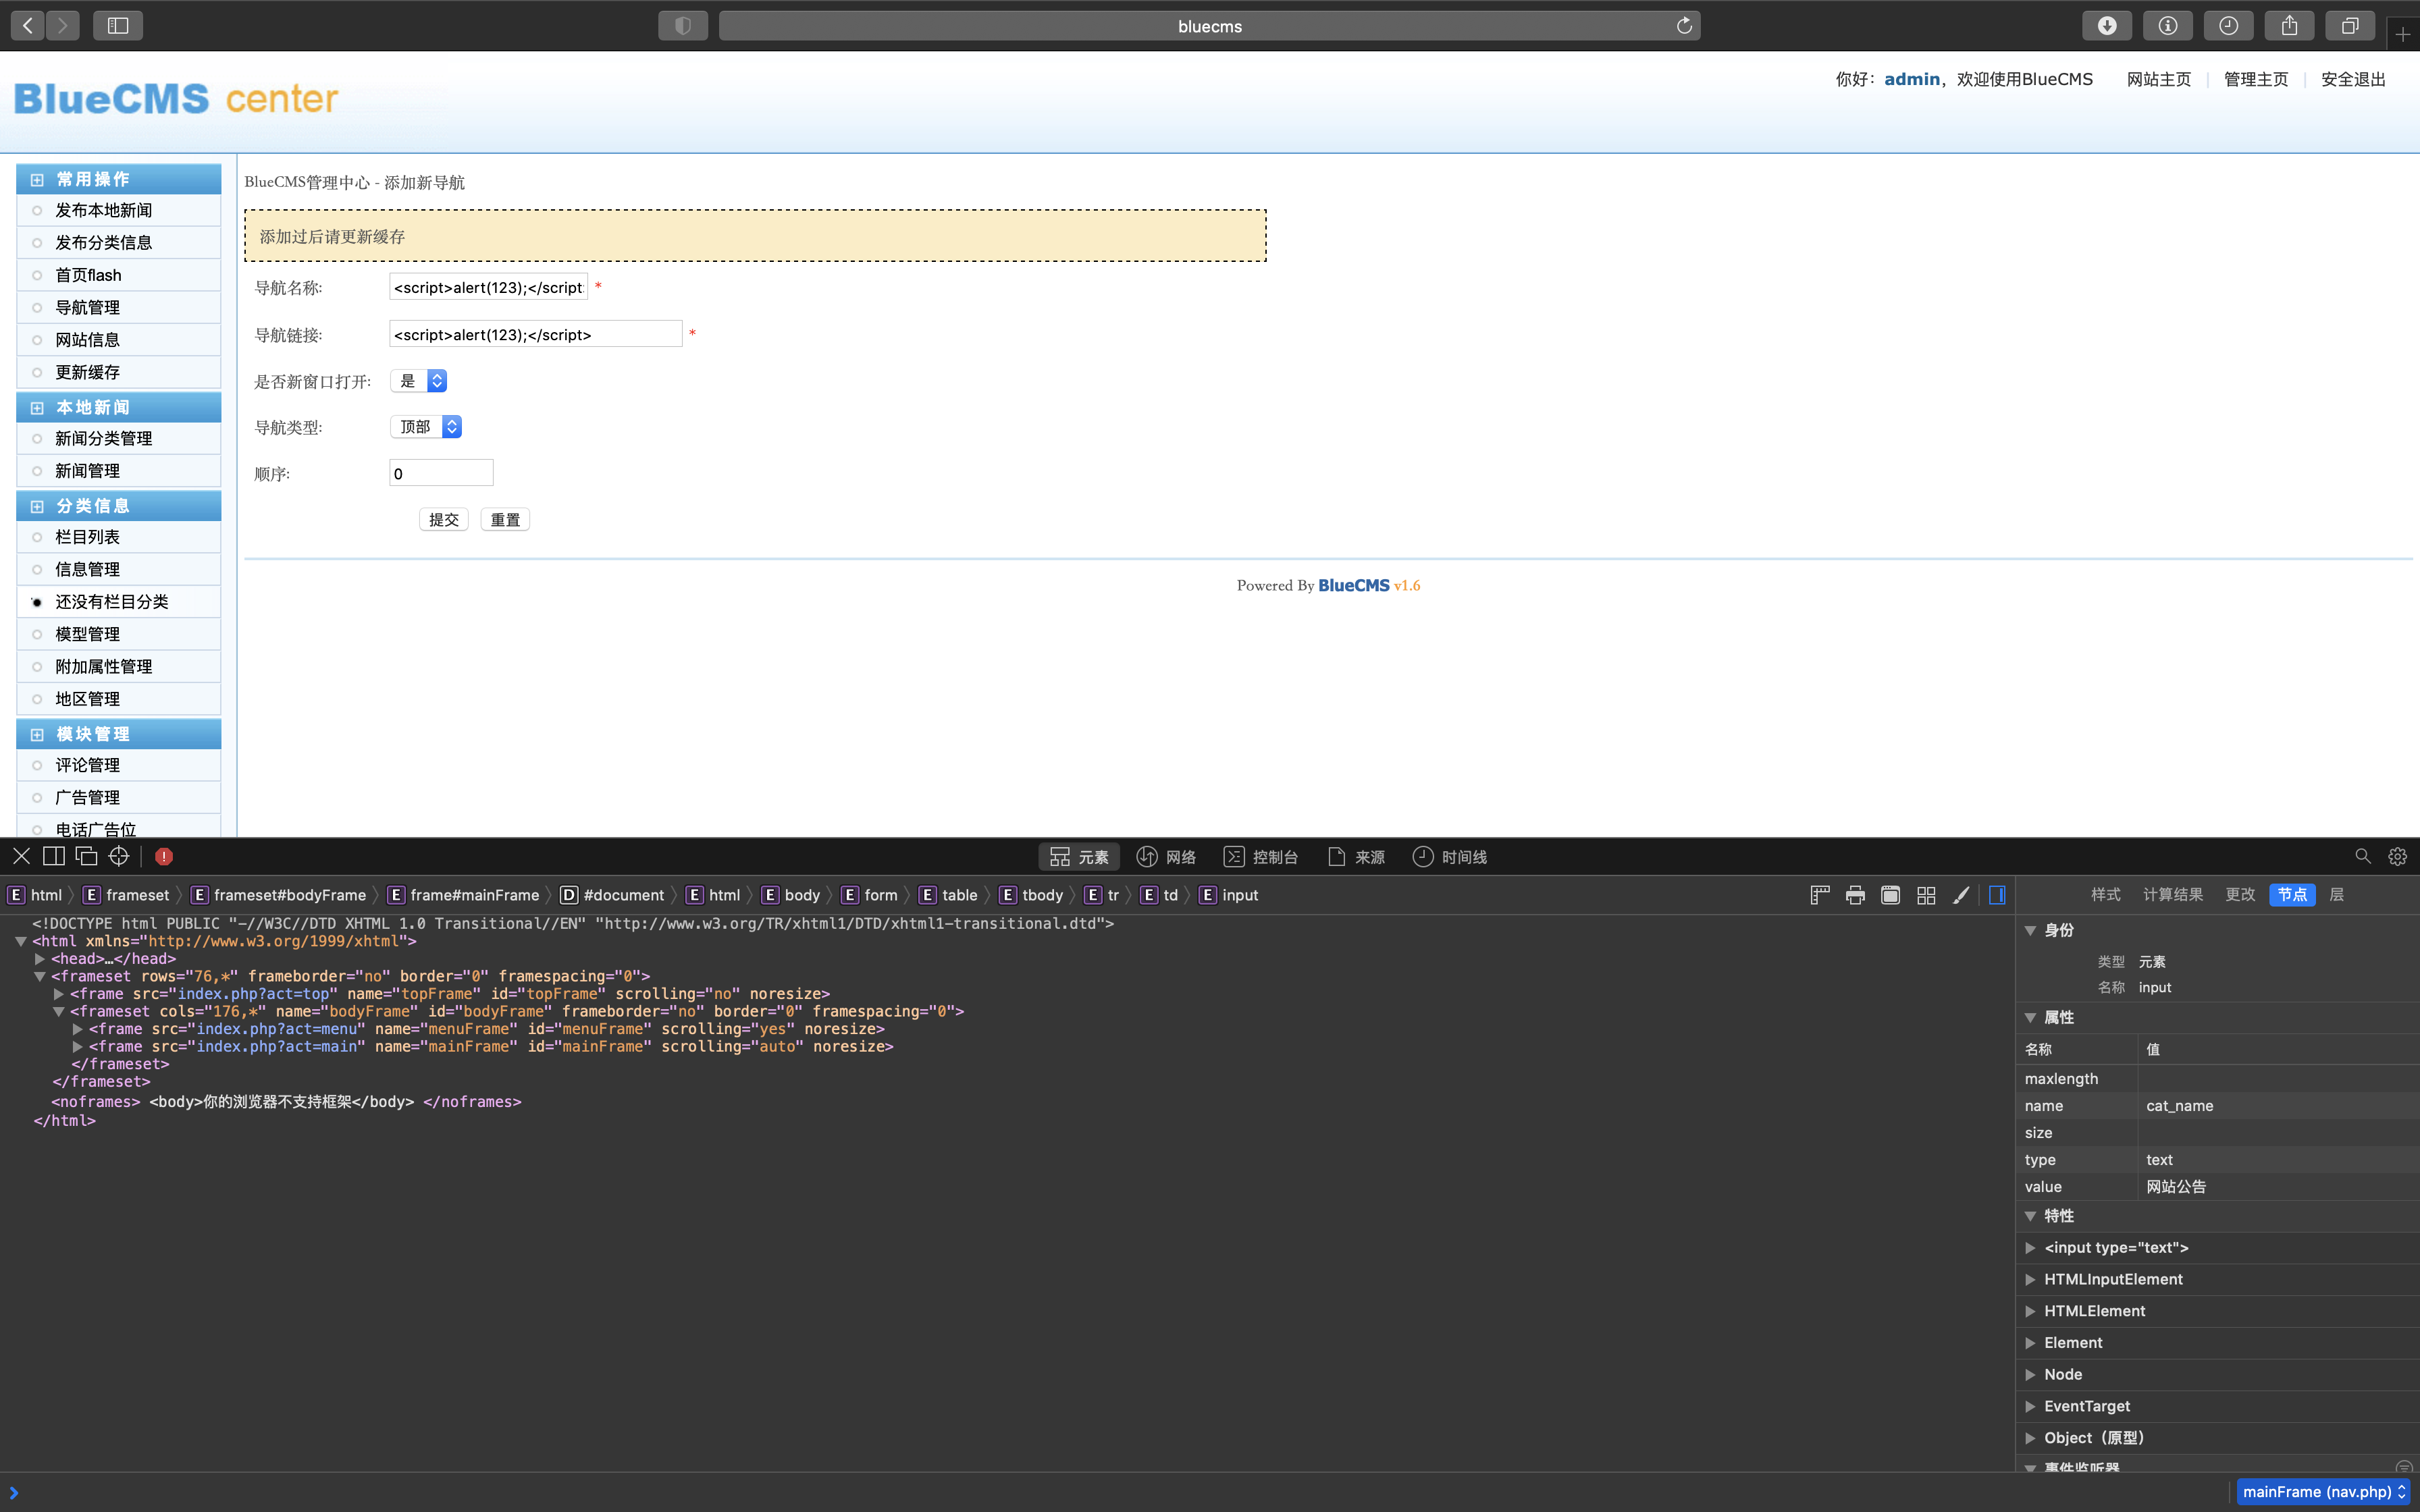 bluecms
BlueCMS center
你好：admin，欢迎使用BlueCMS 网站主页 管理主页 安全退出
常用操作
发布本地新闻
发布分类信息
首页flash
导航管理
网站信息
更新缓存
本地新闻
新闻分类管理
新闻管理
分类信息
栏目列表
信息管理
还没有栏目分类
模型管理
附加属性管理
地区管理
模块管理
评论管理
广告管理
电话广告位
BlueCMS管理中心 - 添加新导航
添加过后请更新缓存
导航名称: <script>alert(123);</script *
导航链接: <script>alert(123);</script> *
是否新窗口打开: 是
导航类型: 顶部
顺序: 0
提交 重置
Powered By BlueCMS v1.6
元素 网络 控制台 来源 时间线
E html E frameset E frameset#bodyFrame E frame#mainFrame D #document E html E body E form E table E tbody E tr E td E input
<!DOCTYPE html PUBLIC "-//W3C//DTD XHTML 1.0 Transitional//EN" "http://www.w3.org/TR/xhtml1/DTD/xhtml1-transitional.dtd">
<html xmlns="http://www.w3.org/1999/xhtml">
<head>…</head>
<frameset rows="76,*" frameborder="no" border="0" framespacing="0">
<frame src="index.php?act=top" name="topFrame" id="topFrame" scrolling="no" noresize>
<frameset cols="176,*" name="bodyFrame" id="bodyFrame" frameborder="no" border="0" framespacing="0">
<frame src="index.php?act=menu" name="menuFrame" id="menuFrame" scrolling="yes" noresize>
<frame src="index.php?act=main" name="mainFrame" id="mainFrame" scrolling="auto" noresize>
</frameset>
</frameset>
<noframes> <body>你的浏览器不支持框架</body> </noframes>
</html>
样式 计算结果 更改 节点 层
身份
类型 元素
名称 input
属性
名称 值
maxlength
name cat_name
size
type text
value 网站公告
特性
<input type="text">
HTMLInputElement
HTMLElement
Element
Node
EventTarget
Object（原型）
事件监听器
mainFrame (nav.php)